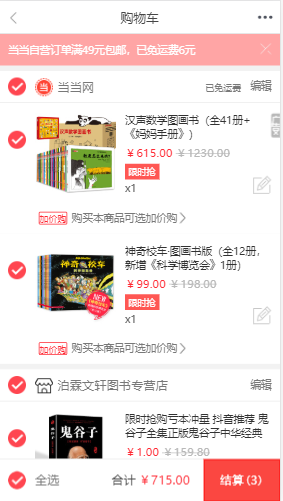 购物车
当当自营订单满49元包邮，已免运费6元
当当网
已免运费
编辑
汉声数学图画书（全41册+
《妈妈手册》）
¥615.00 ¥1230.00
限时抢
x1
加价购 购买本商品可选加价购
神奇校车·图画书版（全12册,
新增《科学博览会》1册)
¥99.00 ¥198.00
限时抢
x1
神奇校车
NEW
加价购 购买本商品可选加价购
泊霖文轩图书专营店
编辑
限时抢购亏本冲量 抖音推荐 鬼
谷子全集正版鬼谷子中华经典
¥1.00 ¥159.80
鬼谷子
全选
合计 ¥715.00
结算 (3)